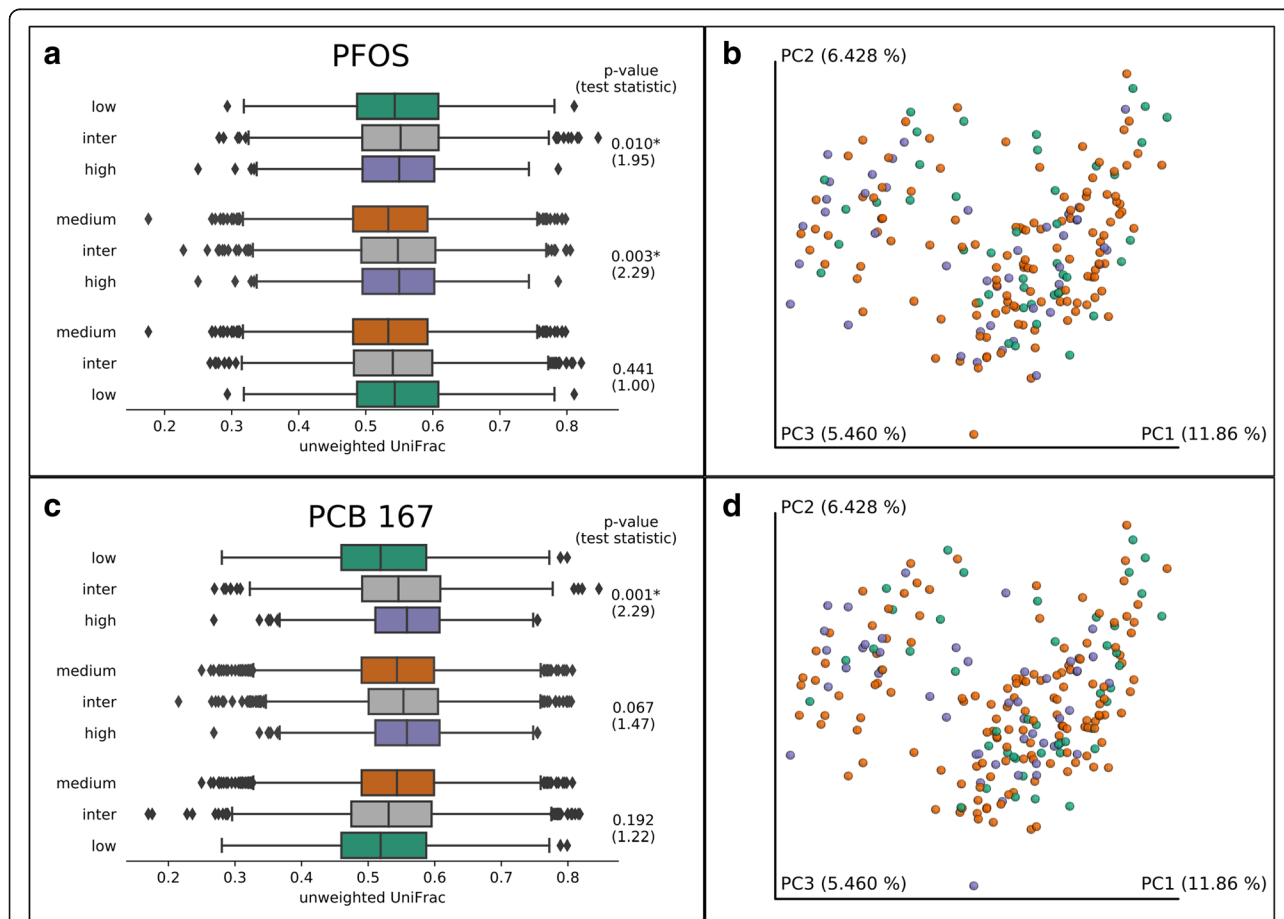 a
PFOS
p-value
(test statistic)
low
inter
high
0.010*
(1.95)
medium
inter
high
0.003*
(2.29)
medium
inter
low
0.441
(1.00)
0.2 0.3 0.4 0.5 0.6 0.7 0.8
unweighted UniFrac
b
PC2 (6.428 %)
PC3 (5.460 %)
PC1 (11.86 %)
c
PCB 167
p-value
(test statistic)
low
inter
high
0.001*
(2.29)
medium
inter
high
0.067
(1.47)
medium
inter
low
0.192
(1.22)
0.2 0.3 0.4 0.5 0.6 0.7 0.8
unweighted UniFrac
d
PC2 (6.428 %)
PC3 (5.460 %)
PC1 (11.86 %)